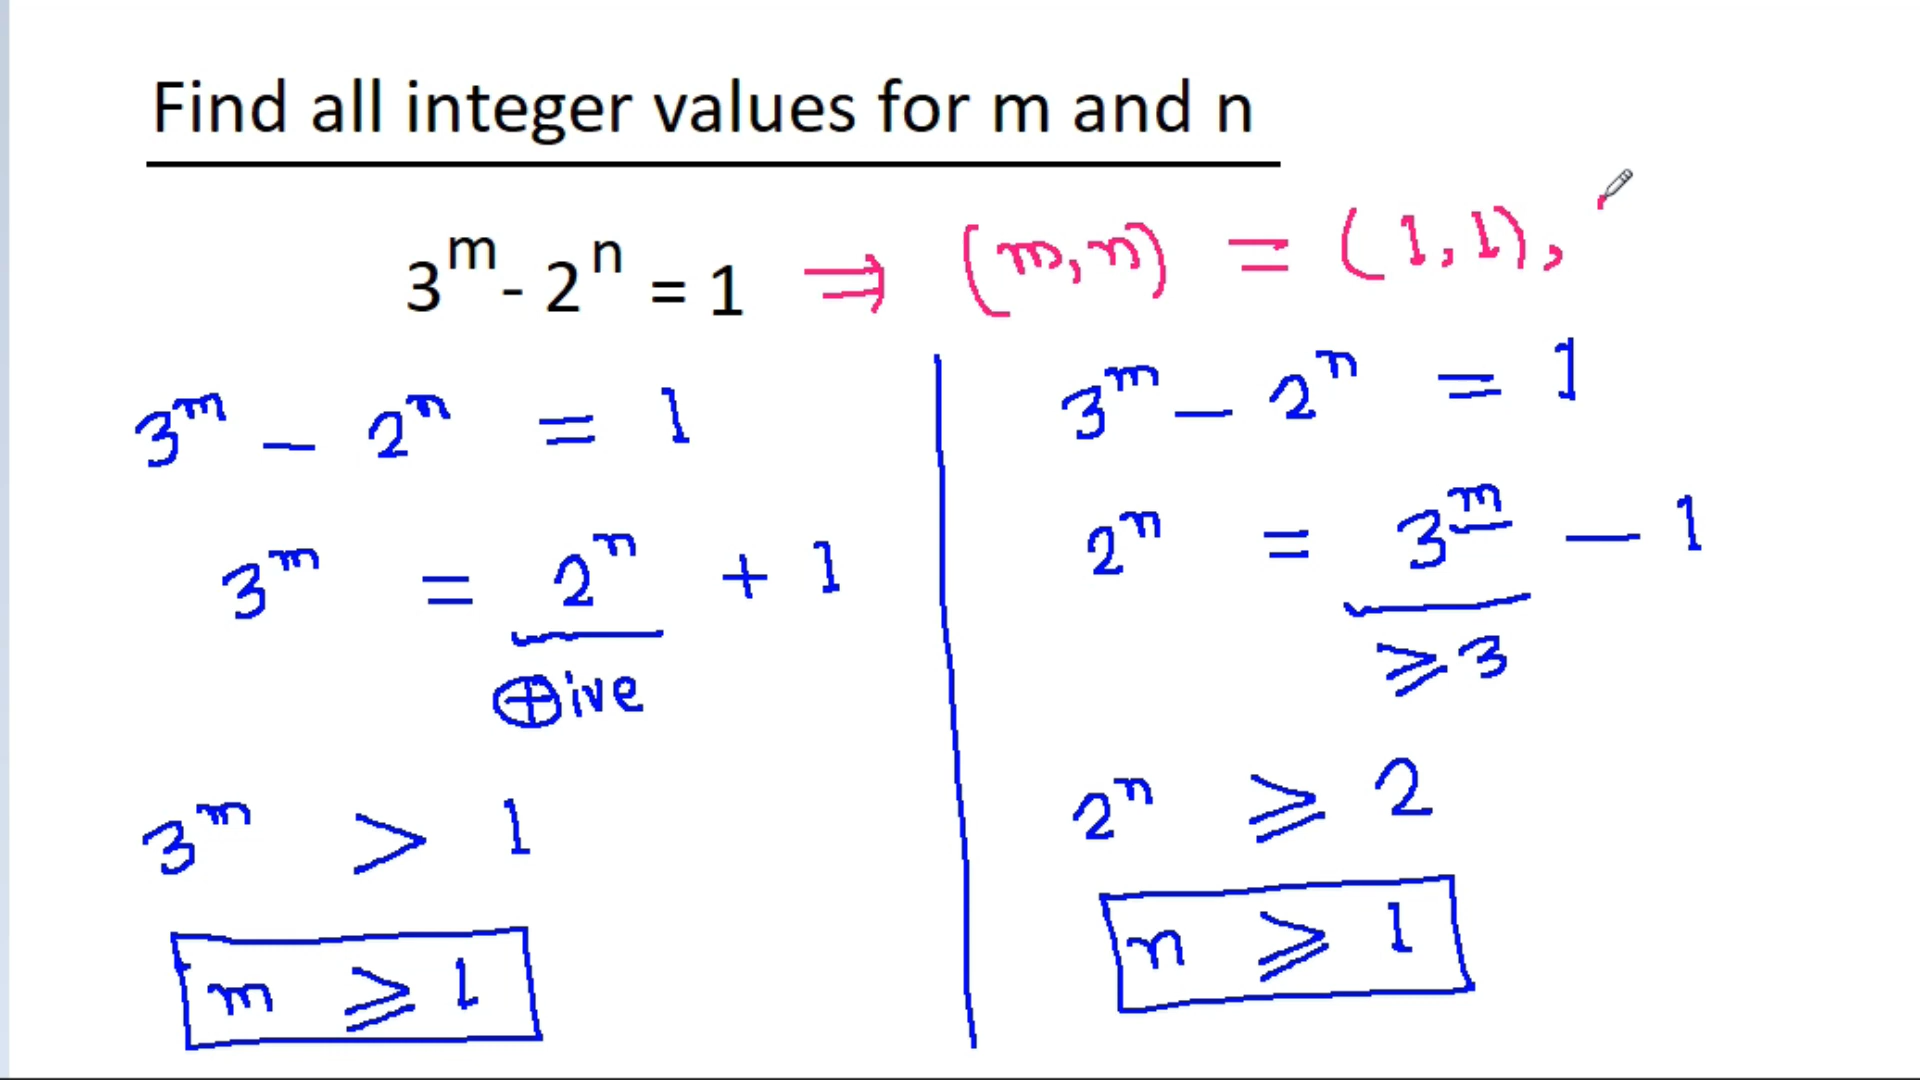 Find all integer values for m and n
3^m - 2^n = 1 ⇒ (m,n) = (1,1),
3^m - 2^n = 1
3^m = 2^n + 1
⊕ive
3^m > 1
m ≥ 1
3^m - 2^n = 1
2^n = 3^m - 1
≥ 3
2^n ≥ 2
n ≥ 1